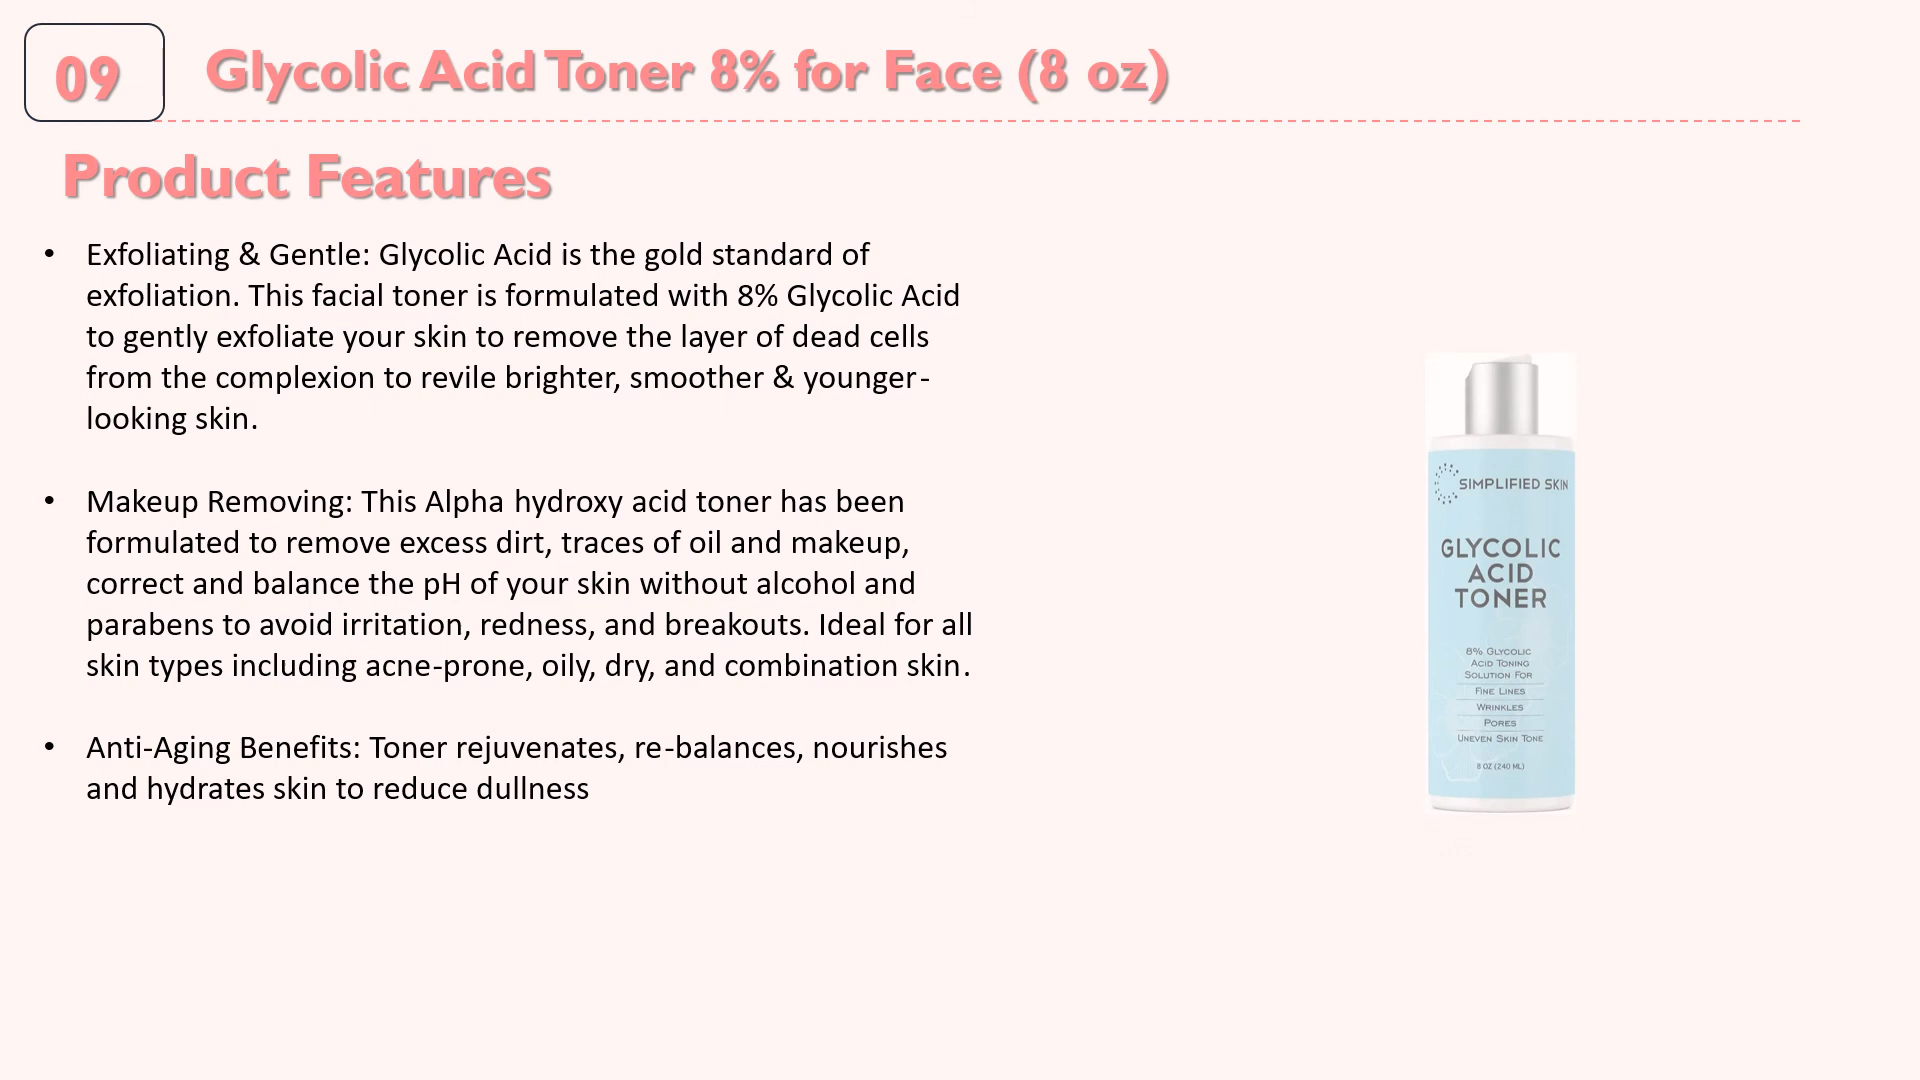 09
Glycolic Acid Toner 8% for Face (8 oz)
Product Features
• Exfoliating & Gentle: Glycolic Acid is the gold standard of
exfoliation. This facial toner is formulated with 8% Glycolic Acid
to gently exfoliate your skin to remove the layer of dead cells
from the complexion to revile brighter, smoother & younger-
looking skin.
• Makeup Removing: This Alpha hydroxy acid toner has been
formulated to remove excess dirt, traces of oil and makeup,
correct and balance the pH of your skin without alcohol and
parabens to avoid irritation, redness, and breakouts. Ideal for all
skin types including acne-prone, oily, dry, and combination skin.
• Anti-Aging Benefits: Toner rejuvenates, re-balances, nourishes
and hydrates skin to reduce dullness
SIMPLIFIED SKIN
GLYCOLIC
ACID
TONER
8% Glycolic
Acid Toning
Solution For
Fine Lines
Wrinkles
Pores
Uneven Skin Tone
8 OZ (240 ML)